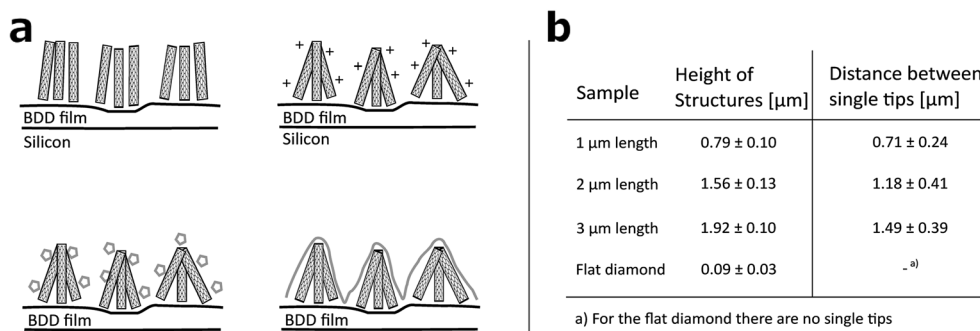 a
BDD film
Silicon
+ + + + + + + +
BDD film
Silicon
BDD film
BDD film
b
Sample Height of Structures [µm] Distance between single tips [µm]
1 µm length 0.79 ± 0.10 0.71 ± 0.24
2 µm length 1.56 ± 0.13 1.18 ± 0.41
3 µm length 1.92 ± 0.10 1.49 ± 0.39
Flat diamond 0.09 ± 0.03 - a)
a) For the flat diamond there are no single tips